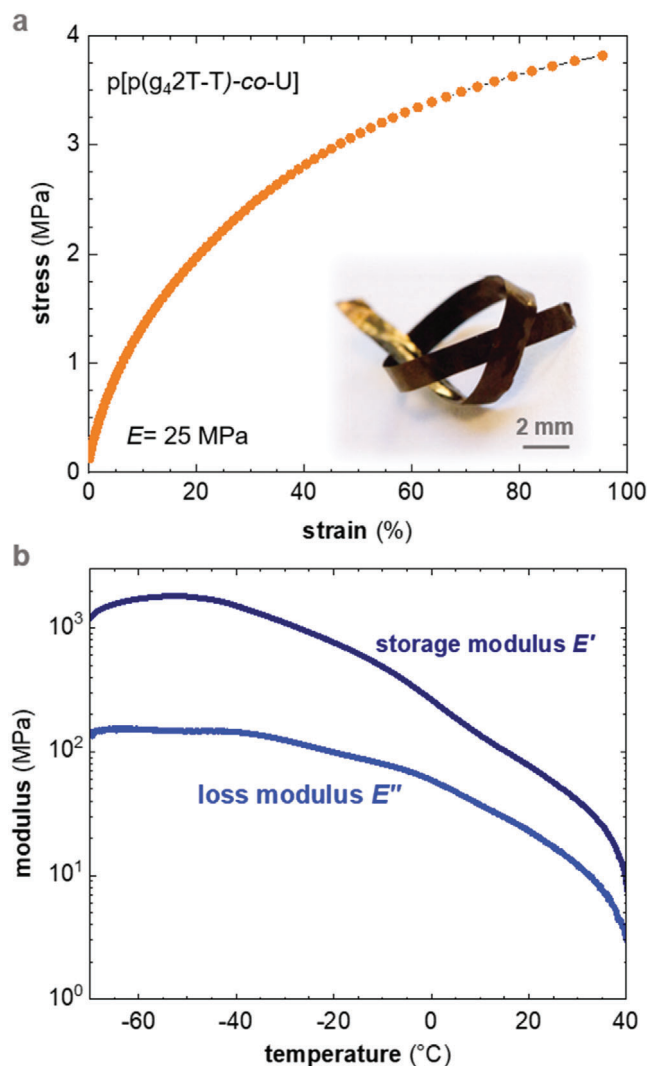 a
4
3
2
1
0
stress (MPa)
p[p(g₄2T-T)-co-U]
E= 25 MPa
2 mm
0 20 40 60 80 100
strain (%)
b
10³
10²
10¹
10⁰
modulus (MPa)
storage modulus E′
loss modulus E″
-60 -40 -20 0 20 40
temperature (°C)